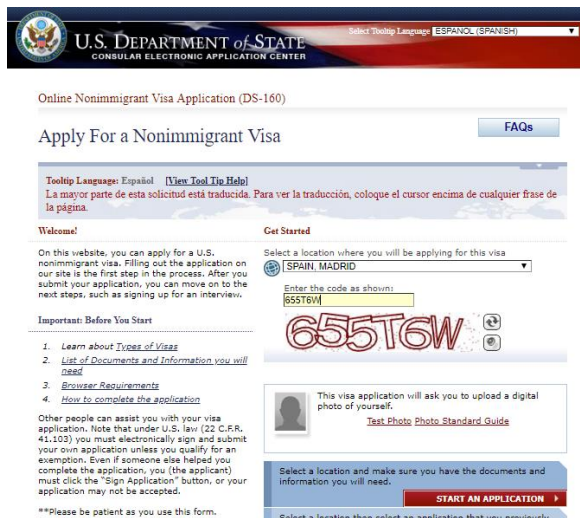 Select Tooltip Language ESPAÑOL (SPANISH)
U.S. DEPARTMENT of STATE
CONSULAR ELECTRONIC APPLICATION CENTER
Online Nonimmigrant Visa Application (DS-160)
Apply For a Nonimmigrant Visa
FAQs
Tooltip Language: Español [View Tool Tip Help]
La mayor parte de esta solicitud está traducida. Para ver la traducción, coloque el cursor encima de cualquier frase de
la página.
Welcome!
On this website, you can apply for a U.S.
nonimmigrant visa. Filling out the application on
our site is the first step in the process. After you
submit your application, you can move on to the
next steps, such as signing up for an interview.
Important: Before You Start
1. Learn about Types of Visas
2. List of Documents and Information you will
need
3. Browser Requirements
4. How to complete the application
Other people can assist you with your visa
application. Note that under U.S. law (22 C.F.R.
41.103) you must electronically sign and submit
your own application unless you qualify for an
exemption. Even if someone else helped you
complete the application, you (the applicant)
must click the "Sign Application" button, or your
application may not be accepted.
**Please be patient as you use this form.
Get Started
Select a location where you will be applying for this visa
SPAIN, MADRID
Enter the code as shown:
655T6W
655T6W
This visa application will ask you to upload a digital
photo of yourself.
Test Photo Photo Standard Guide
Select a location and make sure you have the documents and
information you will need.
START AN APPLICATION
Select a location then select an application that you previously